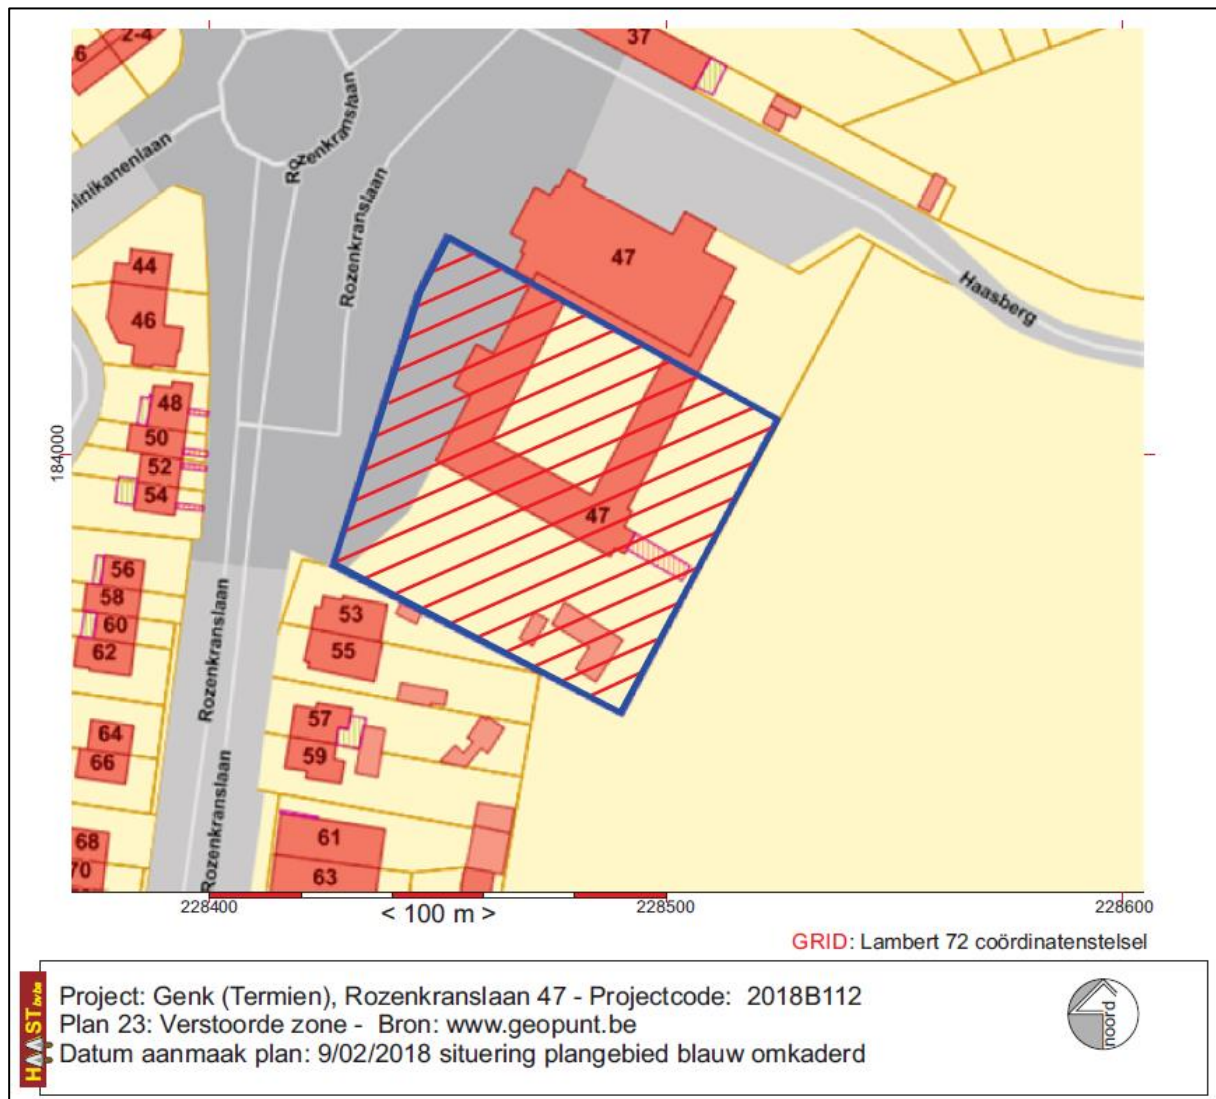 2-4
6
37
Rozenkranslaan
Rozenkranslaan
47
44
46
Haasberg
48
50
52
54
184000
47
56
58
60
62
53
55
Rozenkranslaan
57
59
64
66
Rozenkranslaan
61
63
68
70
228400
< 100 m >
228500
228600
GRID: Lambert 72 coördinatenstelsel
HAAST bvba
Project: Genk (Termien), Rozenkranslaan 47 - Projectcode: 2018B112
Plan 23: Verstoorde zone - Bron: www.geopunt.be
Datum aanmaak plan: 9/02/2018 situering plangebied blauw omkaderd
noord